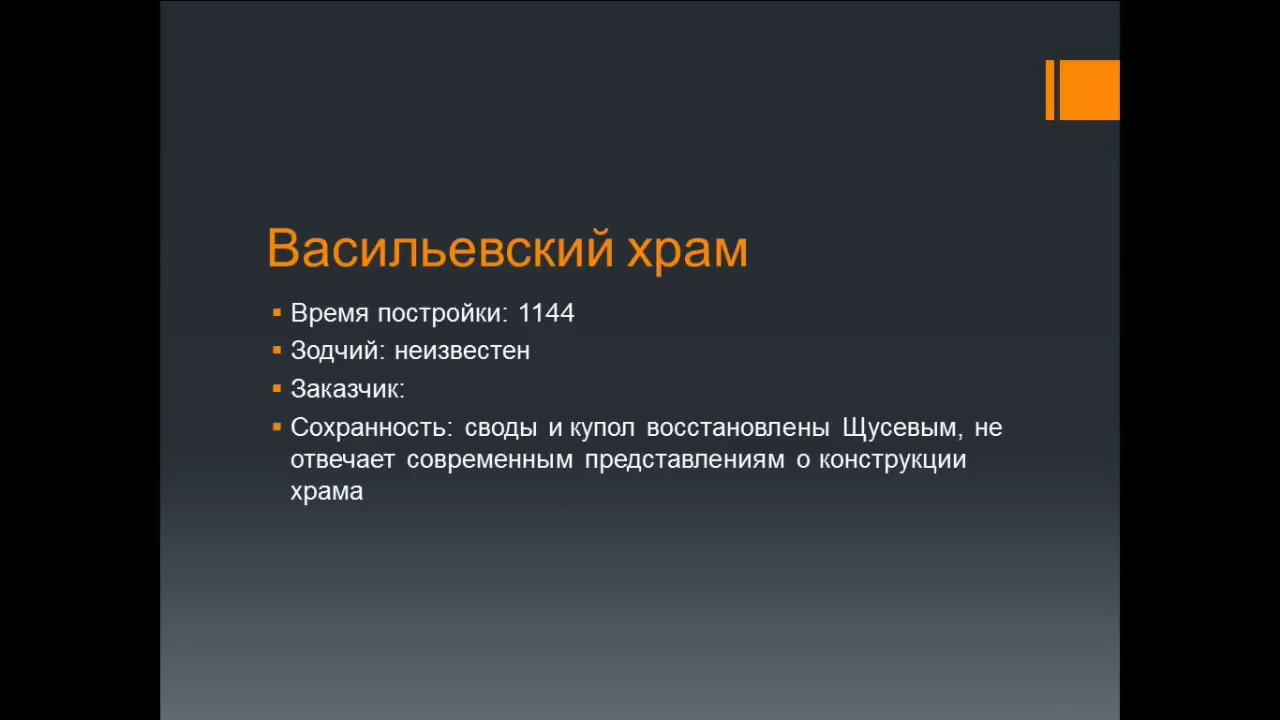 Васильевский храм
Время постройки: 1144
Зодчий: неизвестен
Заказчик:
Сохранность: своды и купол восстановлены Щусевым, не
отвечает современным представлениям о конструкции
храма